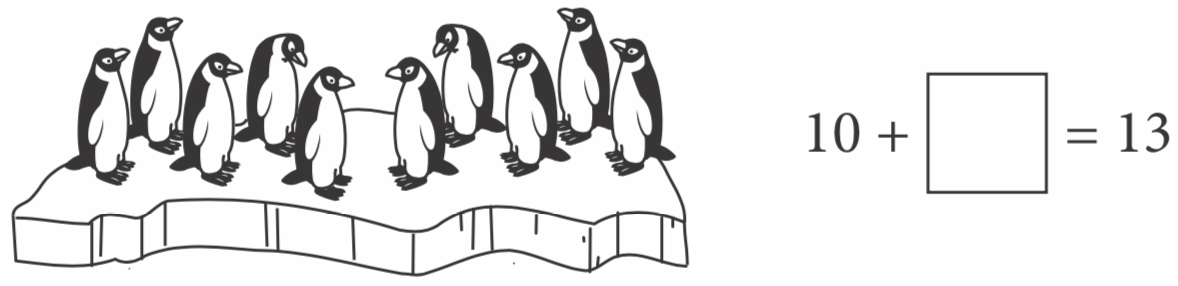 10 + □ = 13